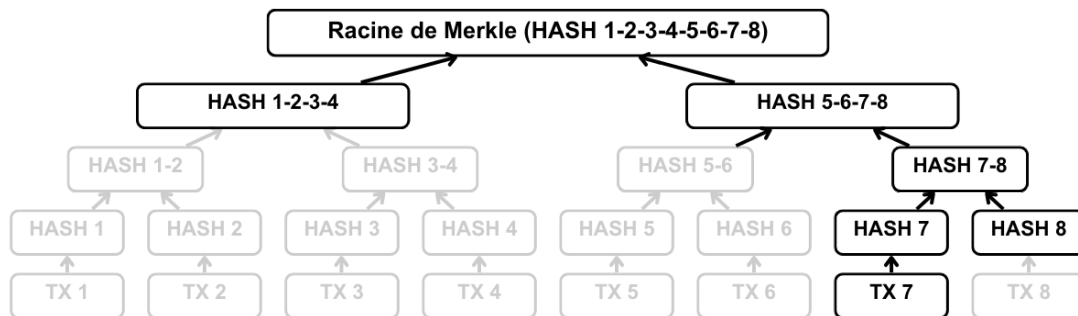 Racine de Merkle (HASH 1-2-3-4-5-6-7-8)
HASH 1-2-3-4
HASH 5-6-7-8
HASH 1-2
HASH 3-4
HASH 5-6
HASH 7-8
HASH 1
HASH 2
HASH 3
HASH 4
HASH 5
HASH 6
HASH 7
HASH 8
TX 1
TX 2
TX 3
TX 4
TX 5
TX 6
TX 7
TX 8